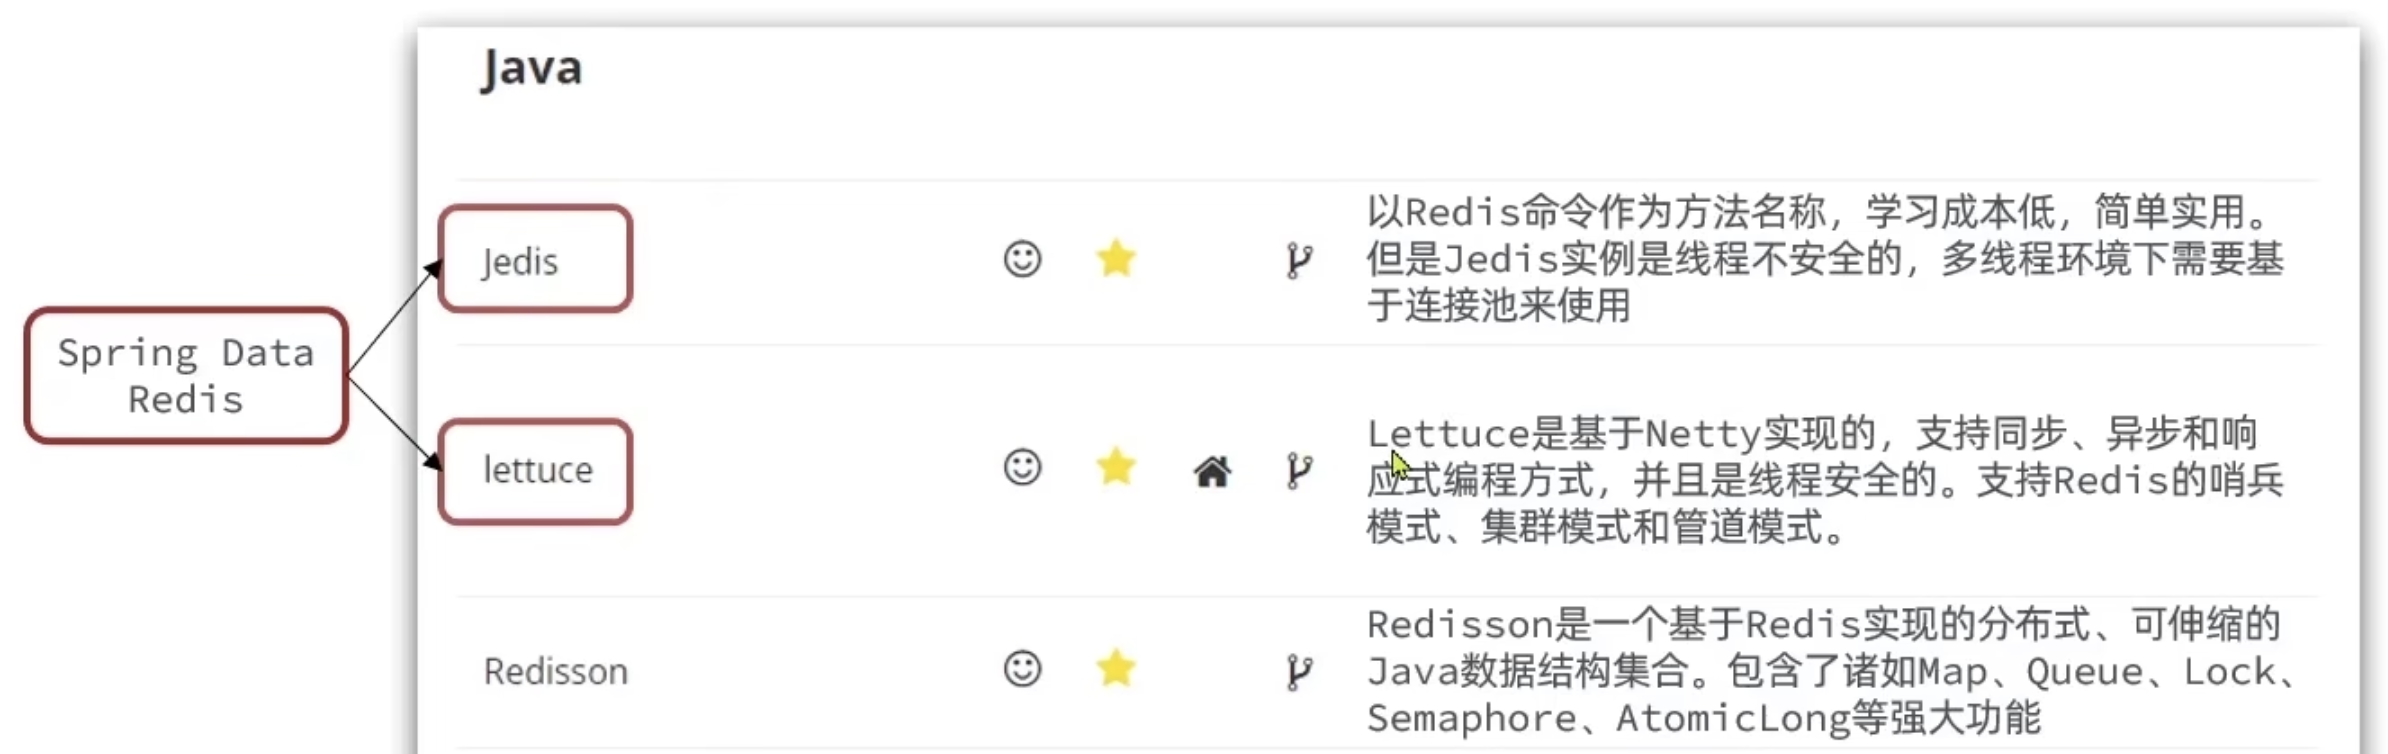 Java
Spring Data
Redis
Jedis
以Redis命令作为方法名称，学习成本低，简单实用。
但是Jedis实例是线程不安全的，多线程环境下需要基
于连接池来使用
lettuce
Lettuce是基于Netty实现的，支持同步、异步和响
应式编程方式，并且是线程安全的。支持Redis的哨兵
模式、集群模式和管道模式。
Redisson
Redisson是一个基于Redis实现的分布式、可伸缩的
Java数据结构集合。包含了诸如Map、Queue、Lock、
Semaphore、AtomicLong等强大功能